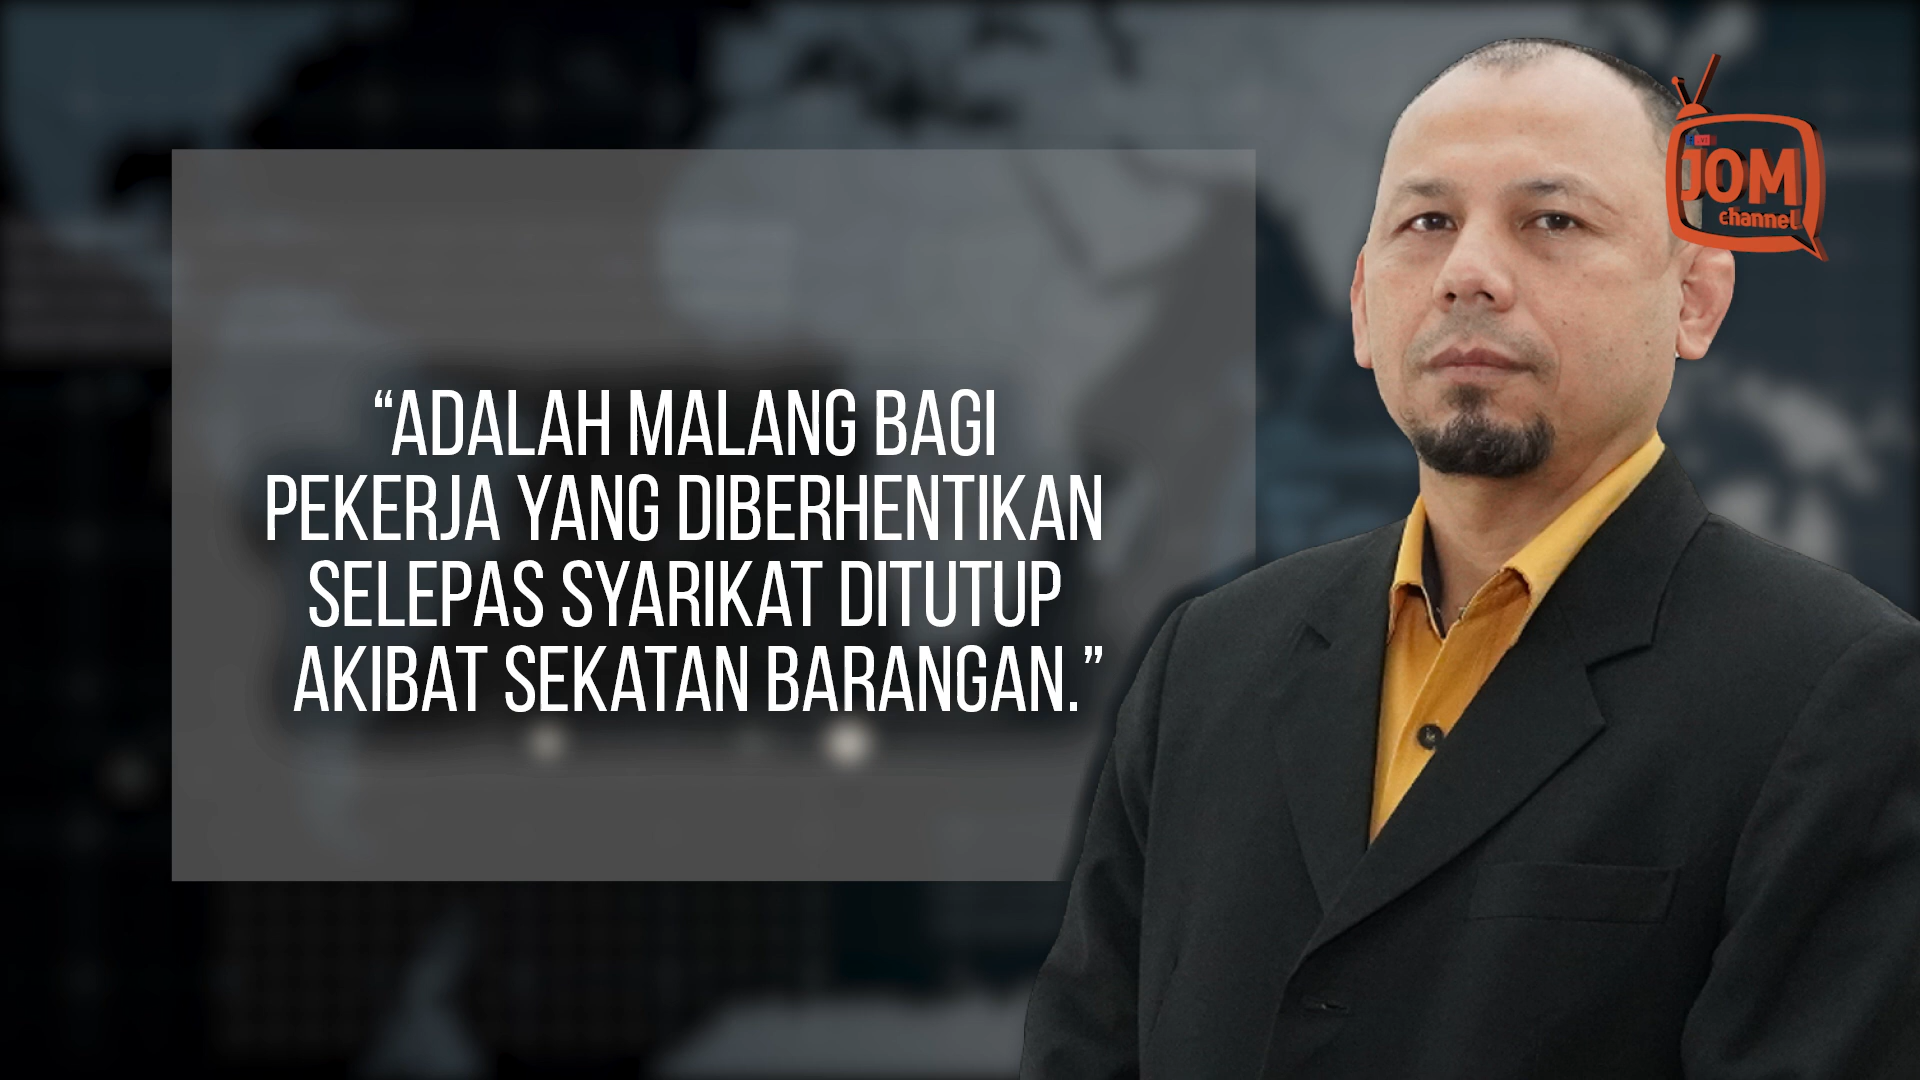 “ADALAH MALANG BAGI
PEKERJA YANG DIBERHENTIKAN
SELEPAS SYARIKAT DITUTUP
AKIBAT SEKATAN BARANGAN.”
JOM
channel